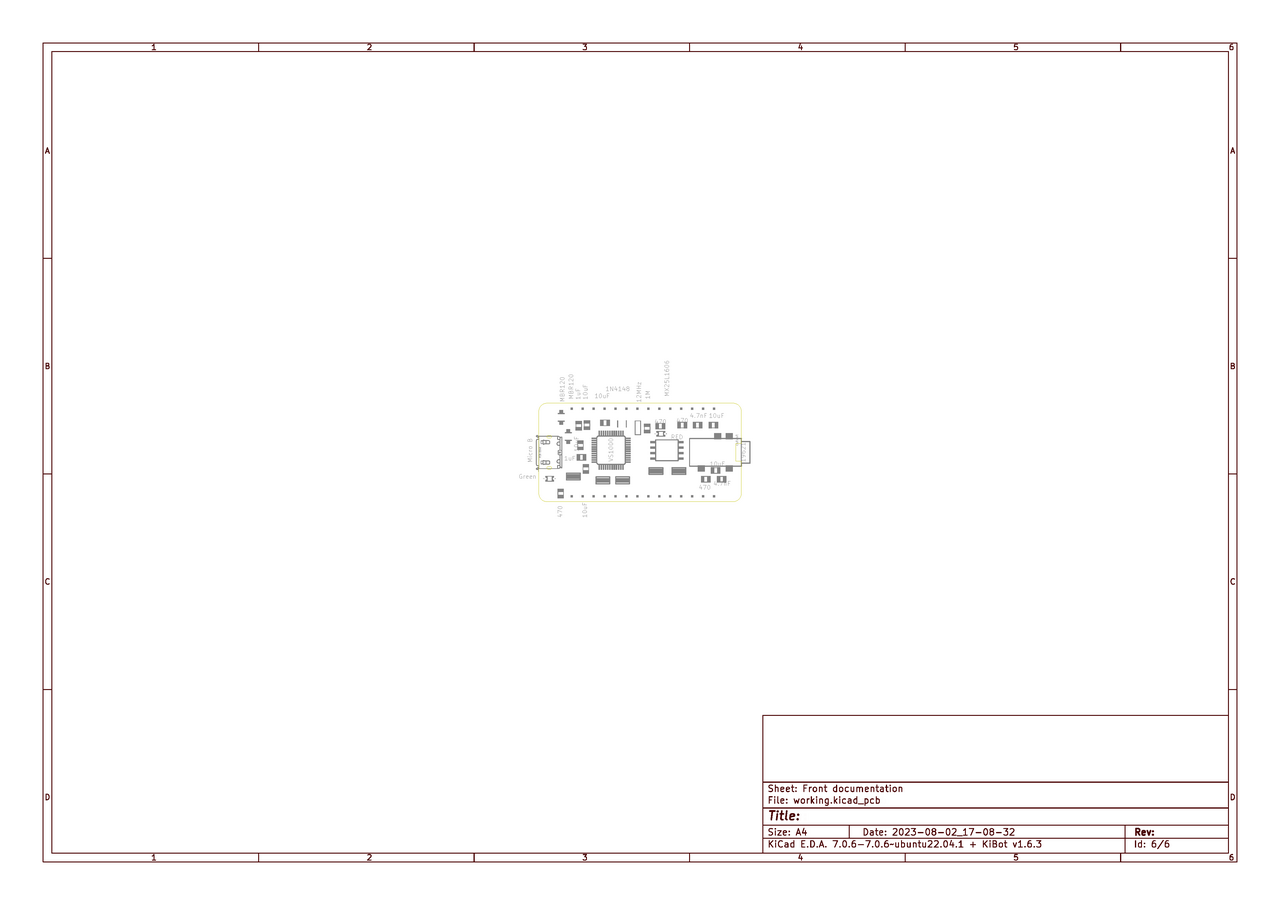 1 2 3 4 5 6
A A
B B
MBR120
MBR120
1uF
10uF
10uF
1N4148
12MHz
1M
MX25L1606
470
470
4.7nF
10uF
RED
Micro B
VS1000
1uF
10uF
Green
470
470
10uF
C C
D D
Sheet: Front documentation
File: working.kicad_pcb
Title:
Size: A4
Date: 2023-08-02_17-08-32
Rev:
KiCad E.D.A. 7.0.6-7.0.6~ubuntu22.04.1 + KiBot v1.6.3
Id: 6/6
1 2 3 4 5 6